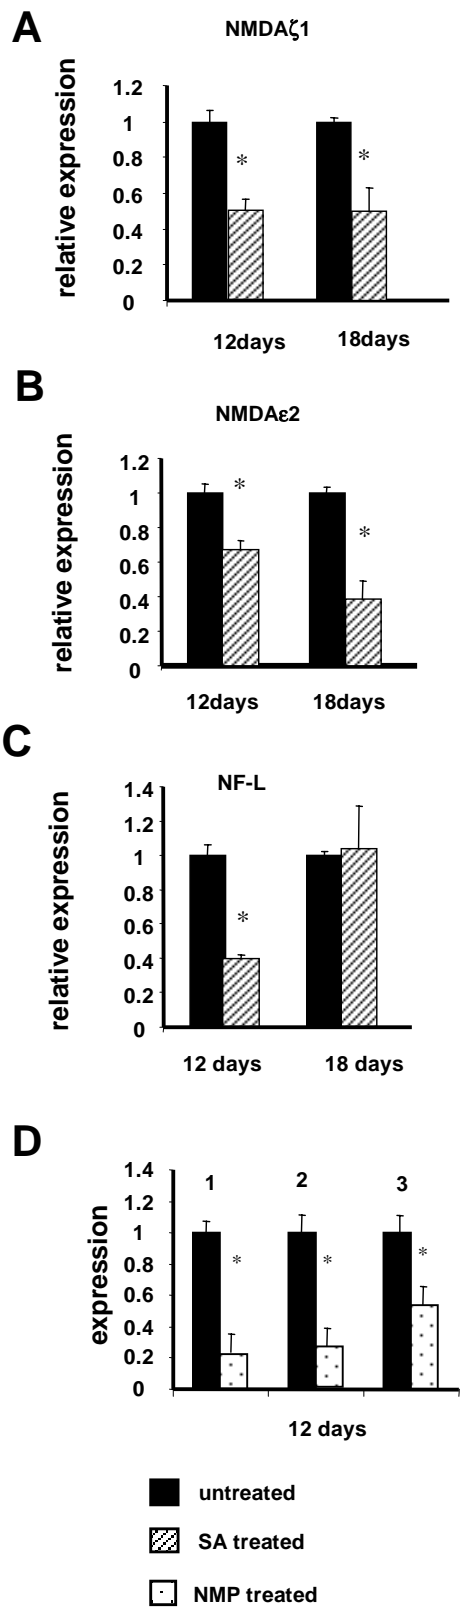 A
NMDAζ1
relative expression
1.2
1
0.8
0.6
0.4
0.2
0
*
*
12days
18days
B
NMDAε2
relative expression
1.2
1
0.8
0.6
0.4
0.2
0
*
*
12days
18days
C
NF-L
relative expression
1.4
1.2
1
0.8
0.6
0.4
0.2
0
*
12 days
18 days
D
expression
1.4
1.2
1
0.8
0.6
0.4
0.2
0
1
2
3
*
*
*
12 days
untreated
SA treated
NMP treated